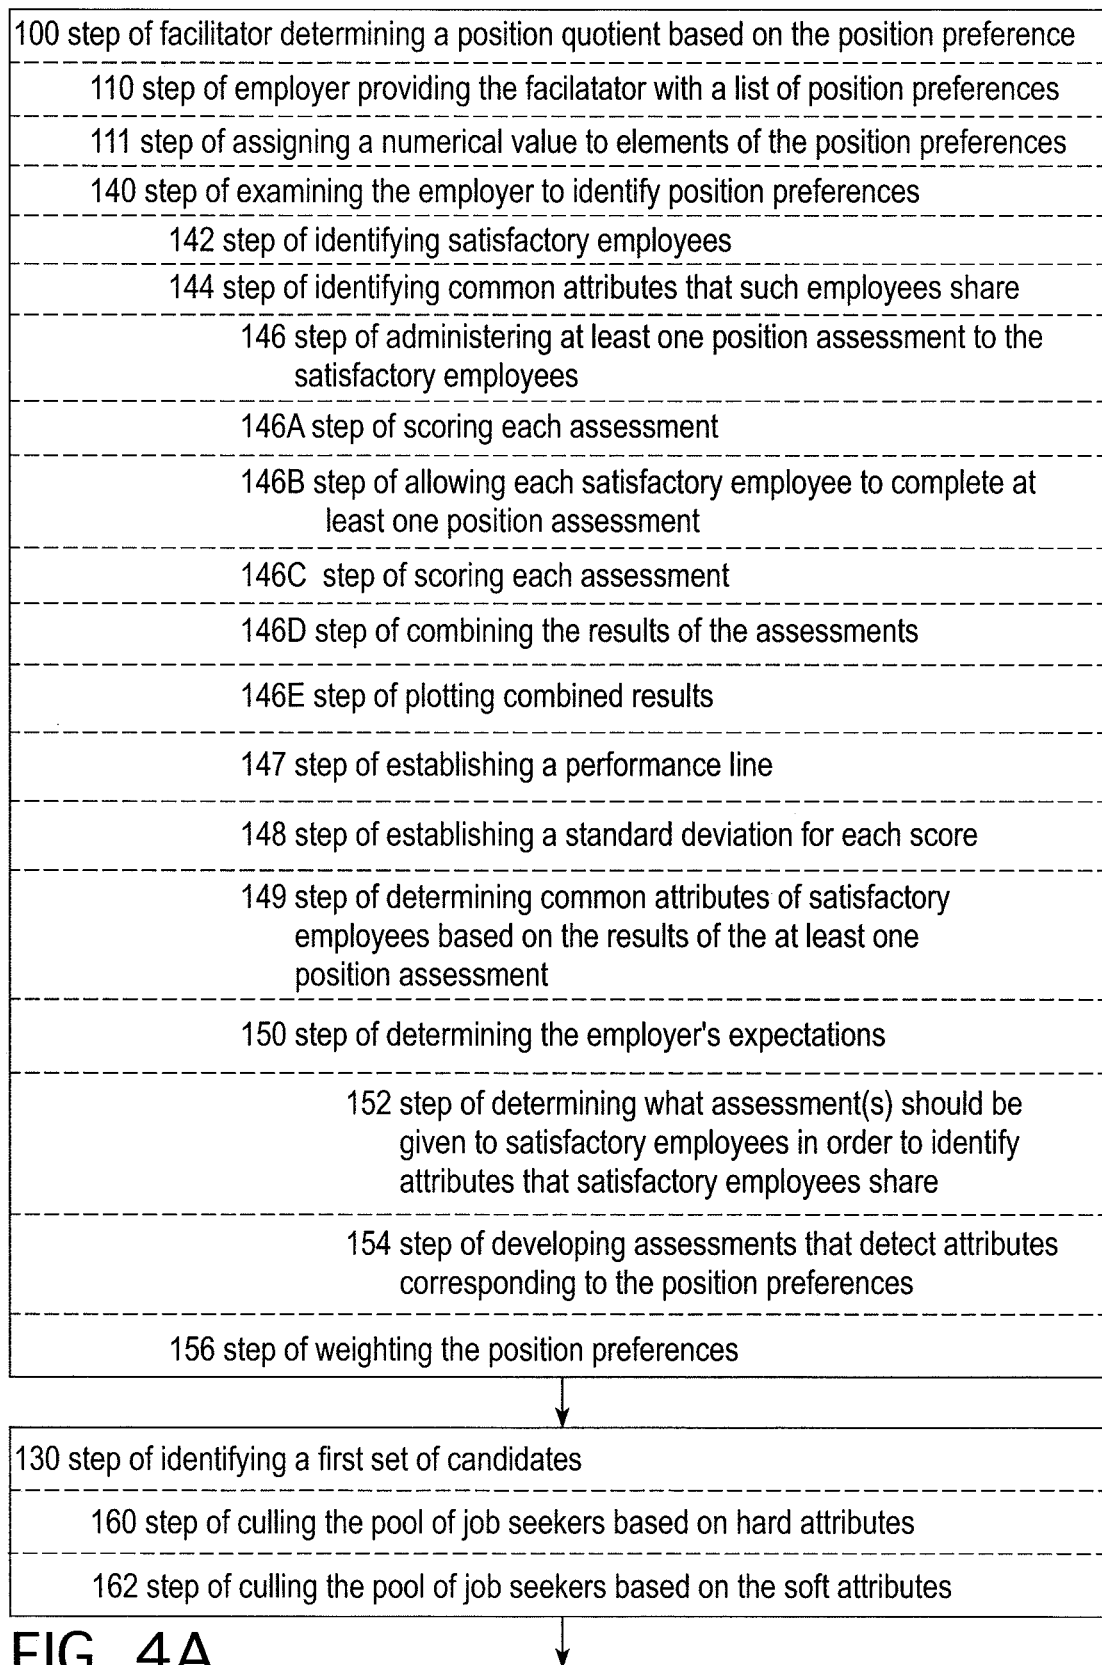 100 step of facilitator determining a position quotient based on the position preference
110 step of employer providing the facilatator with a list of position preferences
111 step of assigning a numerical value to elements of the position preferences
140 step of examining the employer to identify position preferences
142 step of identifying satisfactory employees
144 step of identifying common attributes that such employees share
146 step of administering at least one position assessment to the
satisfactory employees
146A step of scoring each assessment
146B step of allowing each satisfactory employee to complete at
least one position assessment
146C step of scoring each assessment
146D step of combining the results of the assessments
146E step of plotting combined results
147 step of establishing a performance line
148 step of establishing a standard deviation for each score
149 step of determining common attributes of satisfactory
employees based on the results of the at least one
position assessment
150 step of determining the employer's expectations
152 step of determining what assessment(s) should be
given to satisfactory employees in order to identify
attributes that satisfactory employees share
154 step of developing assessments that detect attributes
corresponding to the position preferences
156 step of weighting the position preferences
130 step of identifying a first set of candidates
160 step of culling the pool of job seekers based on hard attributes
162 step of culling the pool of job seekers based on the soft attributes
FIG. 4A